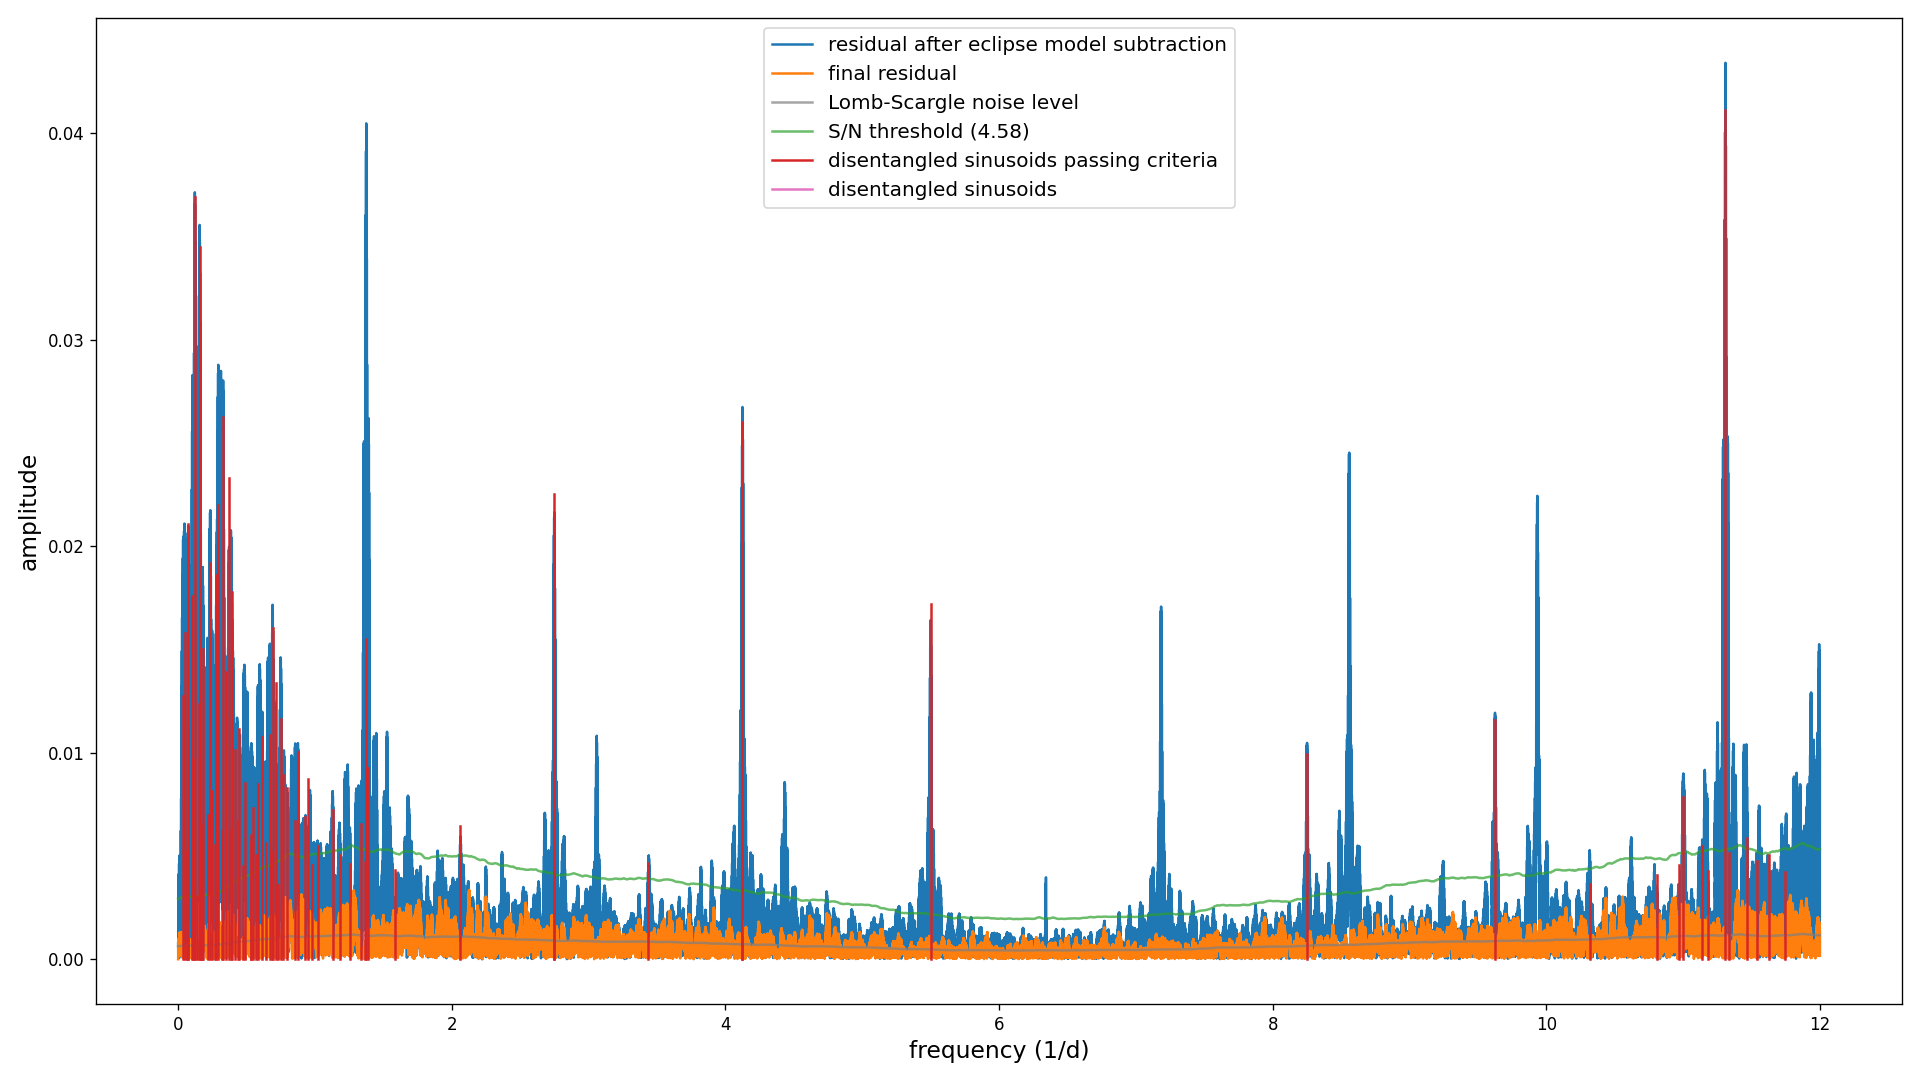 residual after eclipse model subtraction
final residual
Lomb-Scargle noise level
S/N threshold (4.58)
disentangled sinusoids passing criteria
disentangled sinusoids
0.04
0.03
0.02
0.01
0.00
amplitude
0 2 4 6 8 10 12
frequency (1/d)